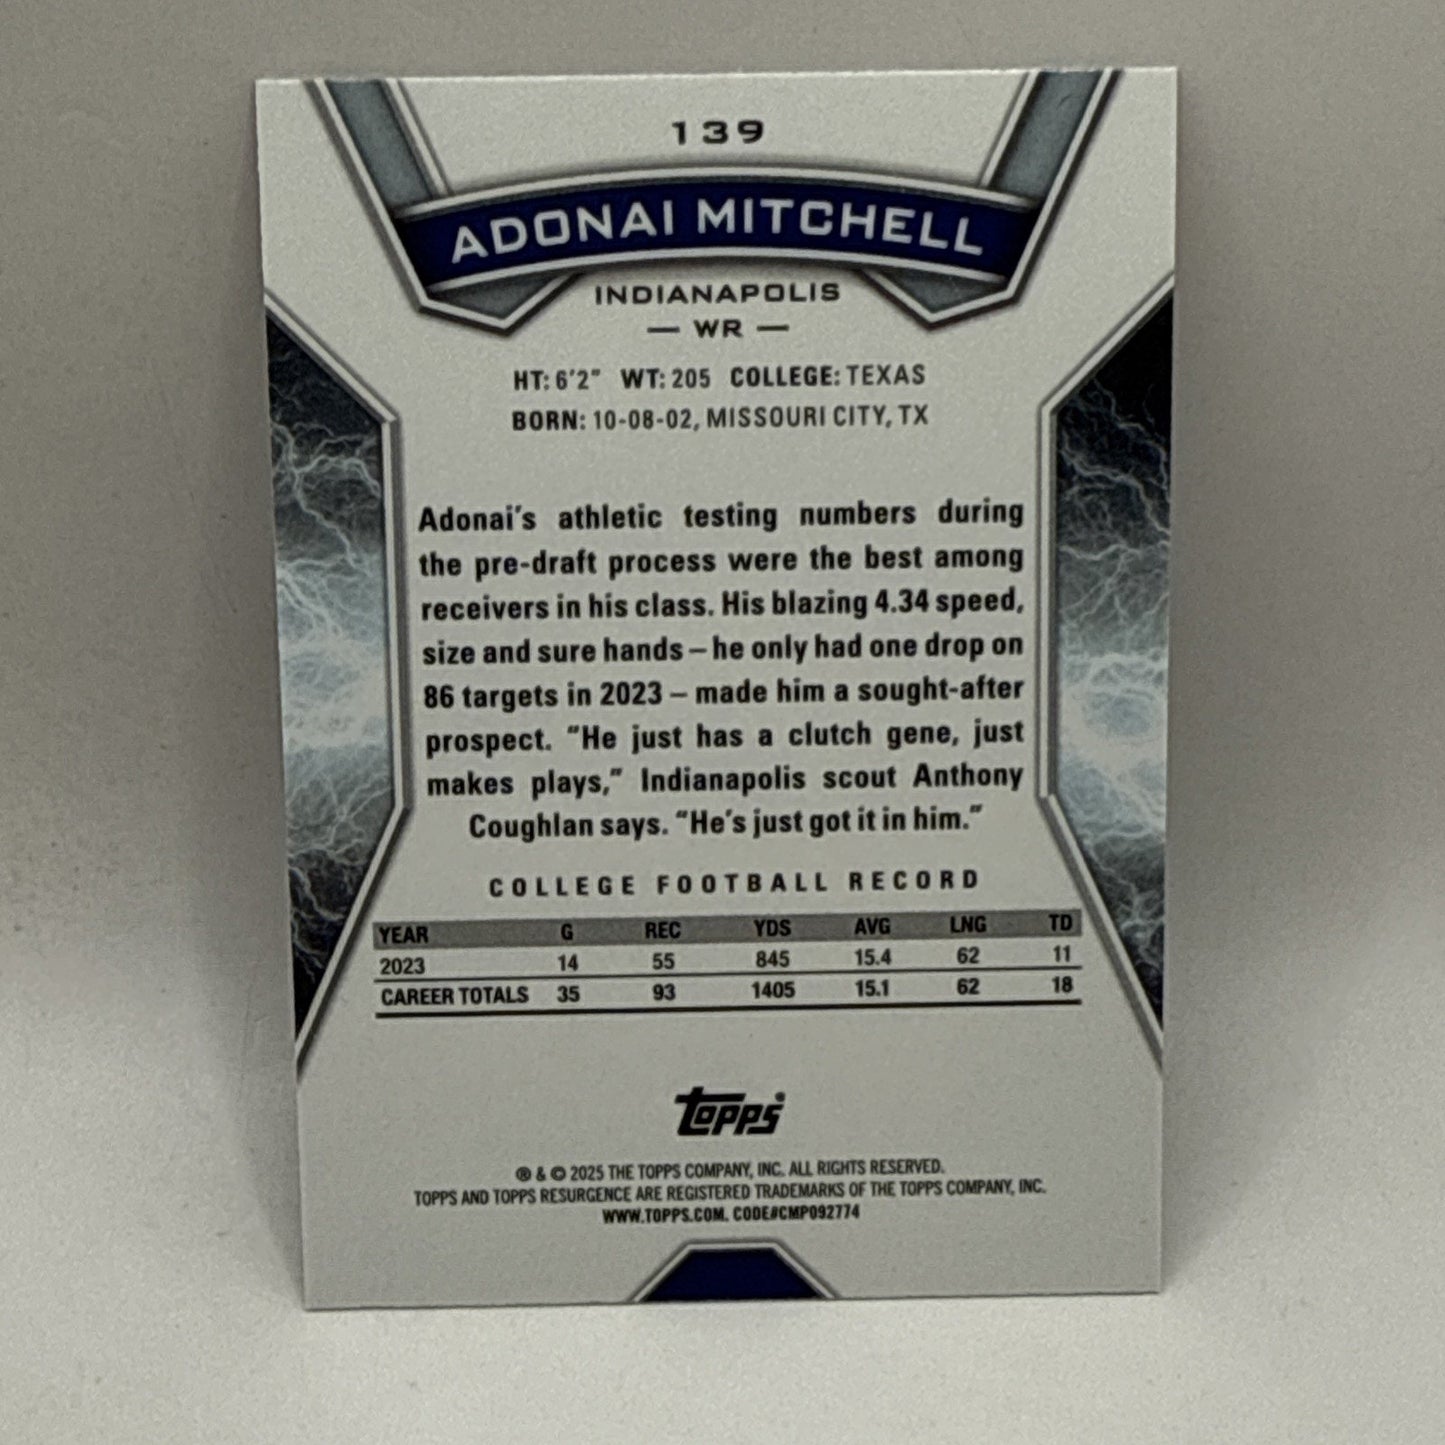 139
ADONAI MITCHELL
INDIANAPOLIS
— WR —
HT: 6'2" WT: 205 COLLEGE: TEXAS
BORN: 10-08-02, MISSOURI CITY, TX
Adonai's athletic testing numbers during
the pre-draft process were the best among
receivers in his class. His blazing 4.34 speed,
size and sure hands – he only had one drop on
86 targets in 2023 – made him a sought-after
prospect. "He just has a clutch gene, just
makes plays," Indianapolis scout Anthony
Coughlan says. "He's just got it in him."
COLLEGE FOOTBALL RECORD
YEAR G REC YDS AVG LNG TD
2023 14 55 845 15.4 62 11
CAREER TOTALS 35 93 1405 15.1 62 18
topps®
® & © 2025 THE TOPPS COMPANY, INC. ALL RIGHTS RESERVED.
TOPPS AND TOPPS RESURGENCE ARE REGISTERED TRADEMARKS OF THE TOPPS COMPANY, INC.
WWW.TOPPS.COM. CODE#CMP092774